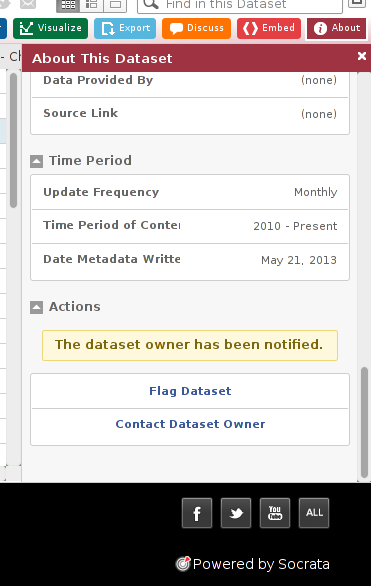 Find in this Dataset
Visualize
Export
Discuss
Embed
About
About This Dataset
Data Provided By
(none)
Source Link
(none)
Time Period
Update Frequency
Monthly
Time Period of Conte
2010 - Present
Date Metadata Writte
May 21, 2013
Actions
The dataset owner has been notified.
Flag Dataset
Contact Dataset Owner
f
You
Tube
ALL
Powered by Socrata